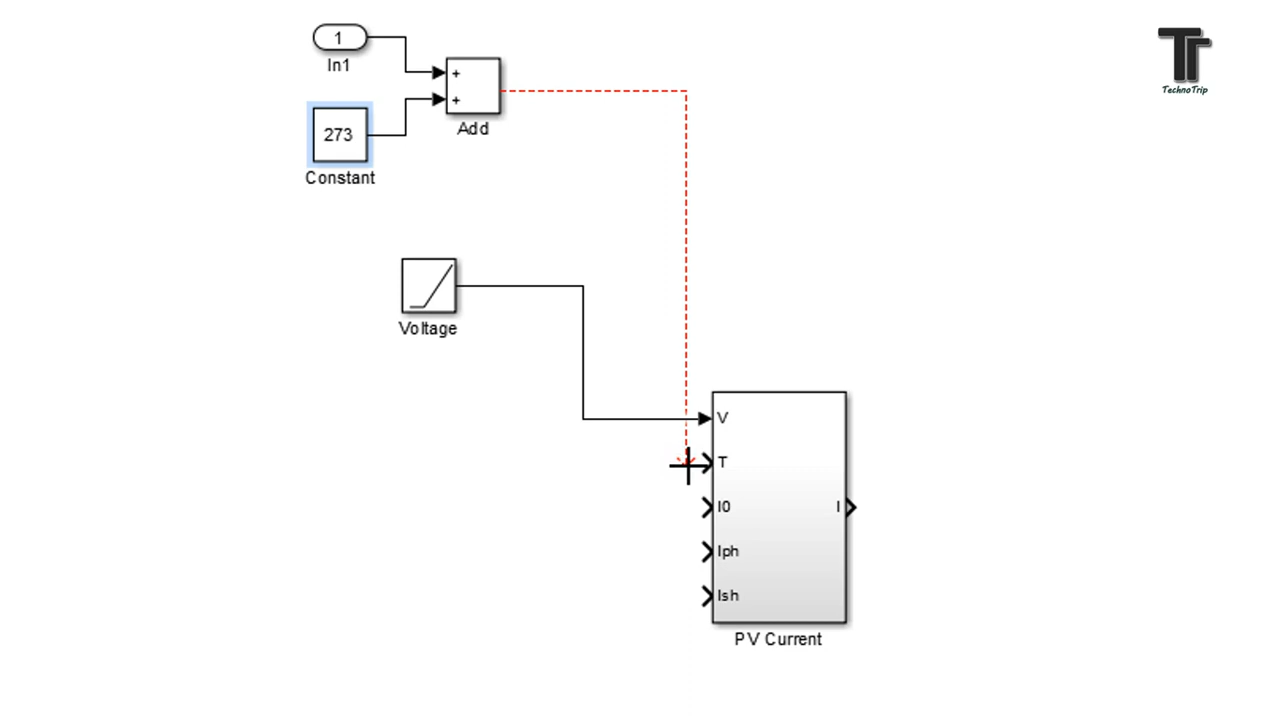 1
In1
+
+
Add
273
Constant
Voltage
V
T
I0
I
Iph
Ish
PV Current
TechnoTrip